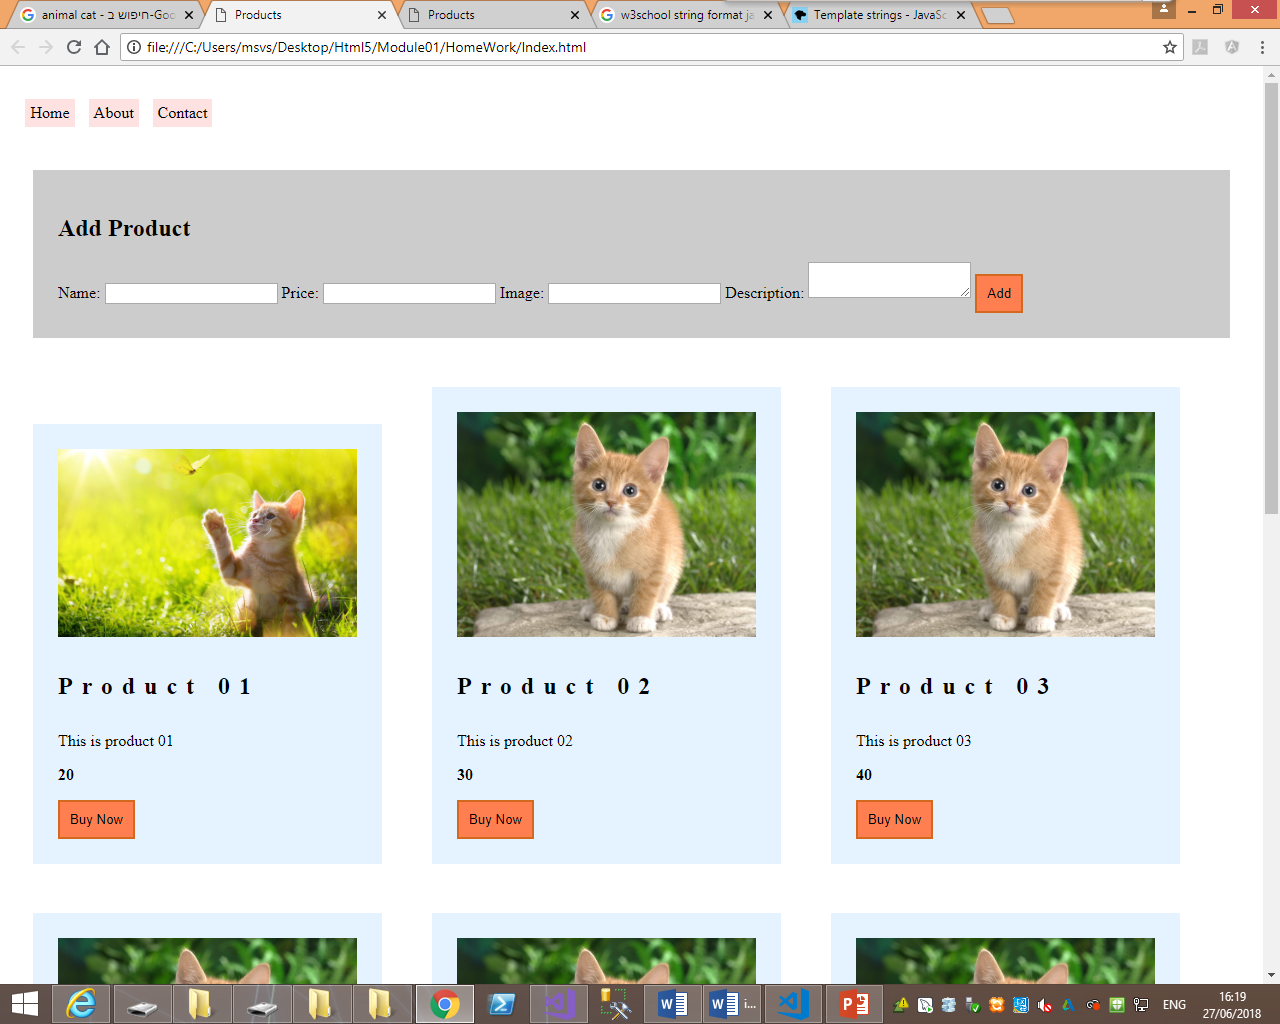 animal cat - חיפוש ב-Goo
Products
Products
w3school string format ja
Template strings - JavaSc
file:///C:/Users/msvs/Desktop/Html5/Module01/HomeWork/Index.html
Home About Contact
Add Product
Name: Price: Image: Description: Add
Product 01
This is product 01
20
Buy Now
Product 02
This is product 02
30
Buy Now
Product 03
This is product 03
40
Buy Now
i...
ENG
16:19
27/06/2018